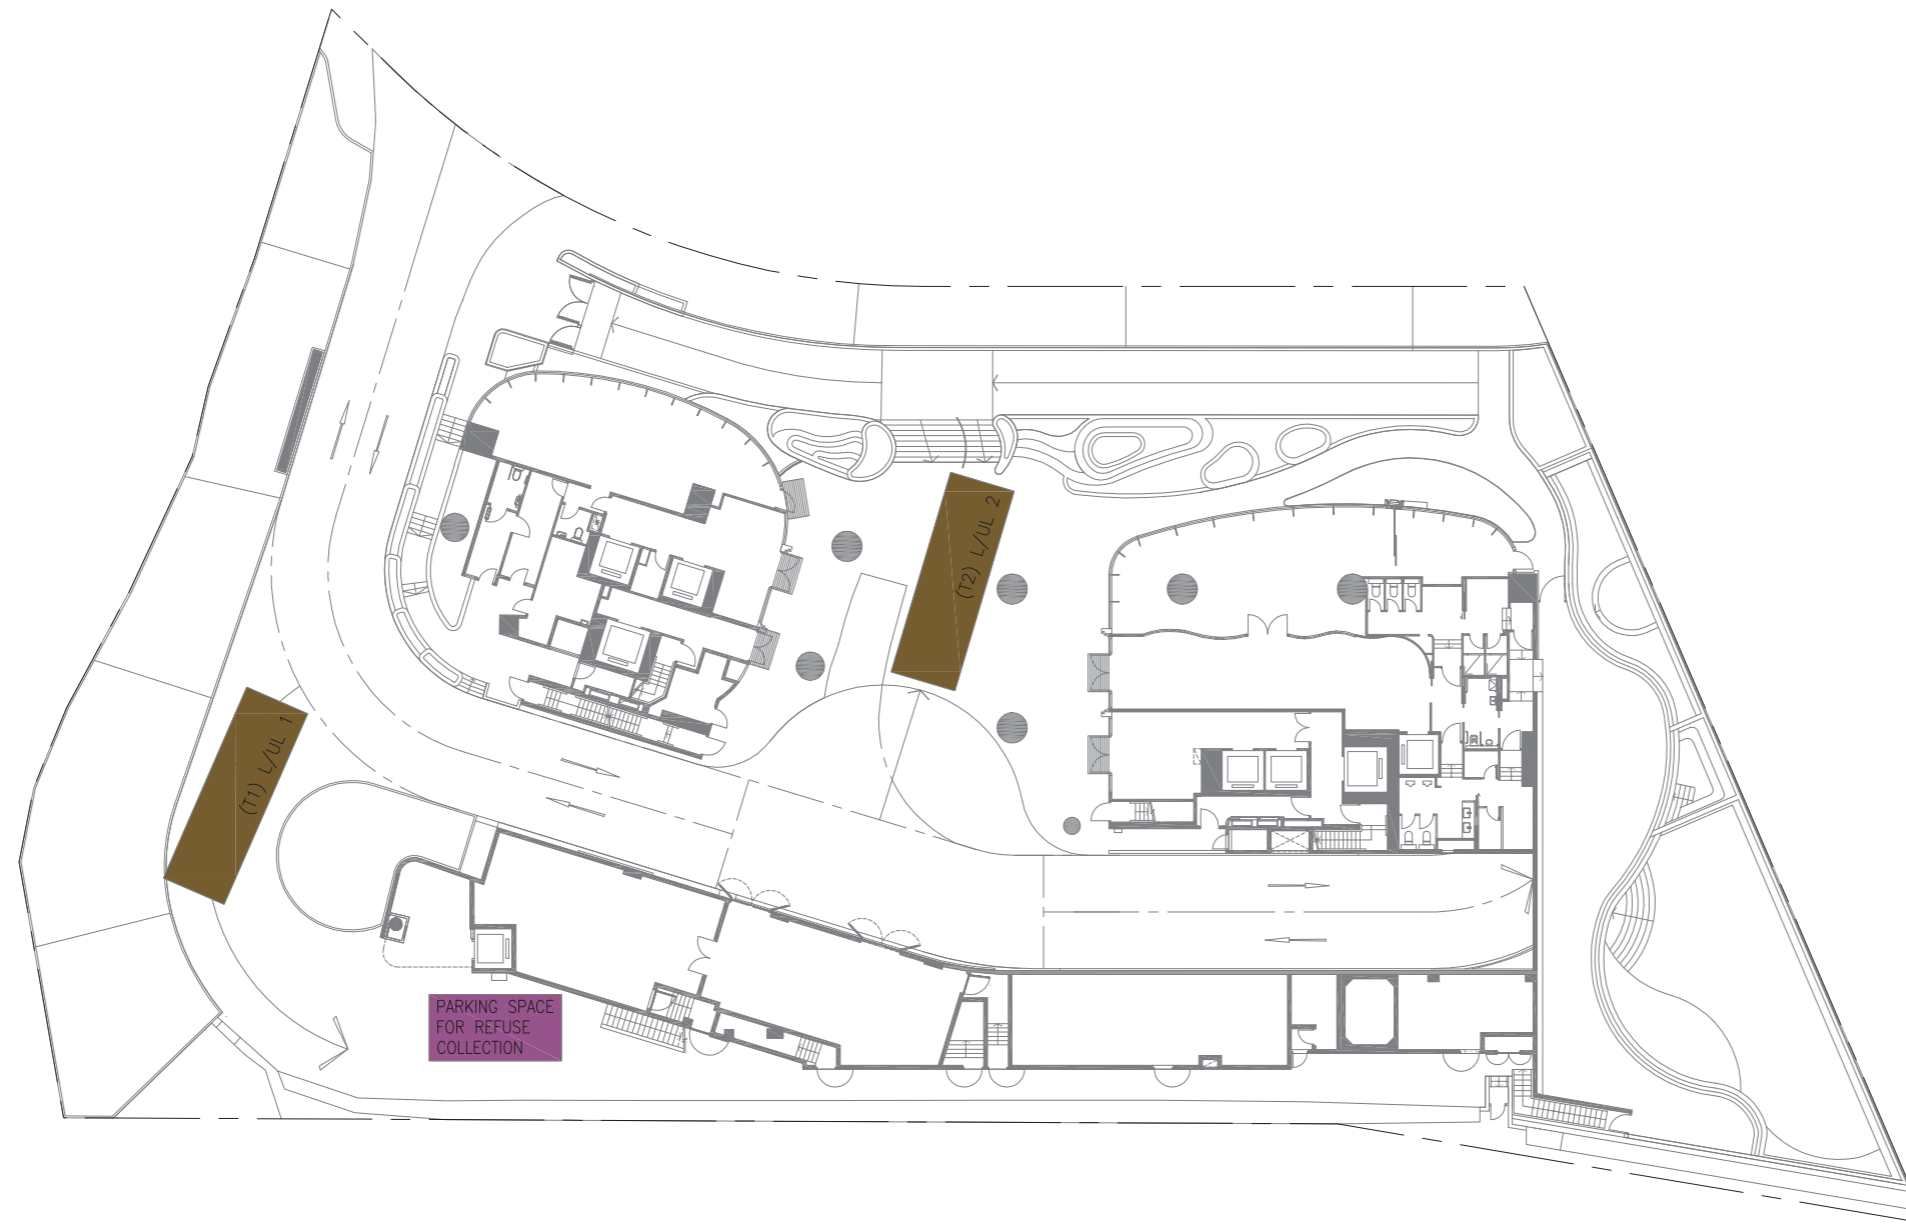 (T2) L/UL 2
(T1) L/UL 1
PARKING SPACE
FOR REFUSE
COLLECTION